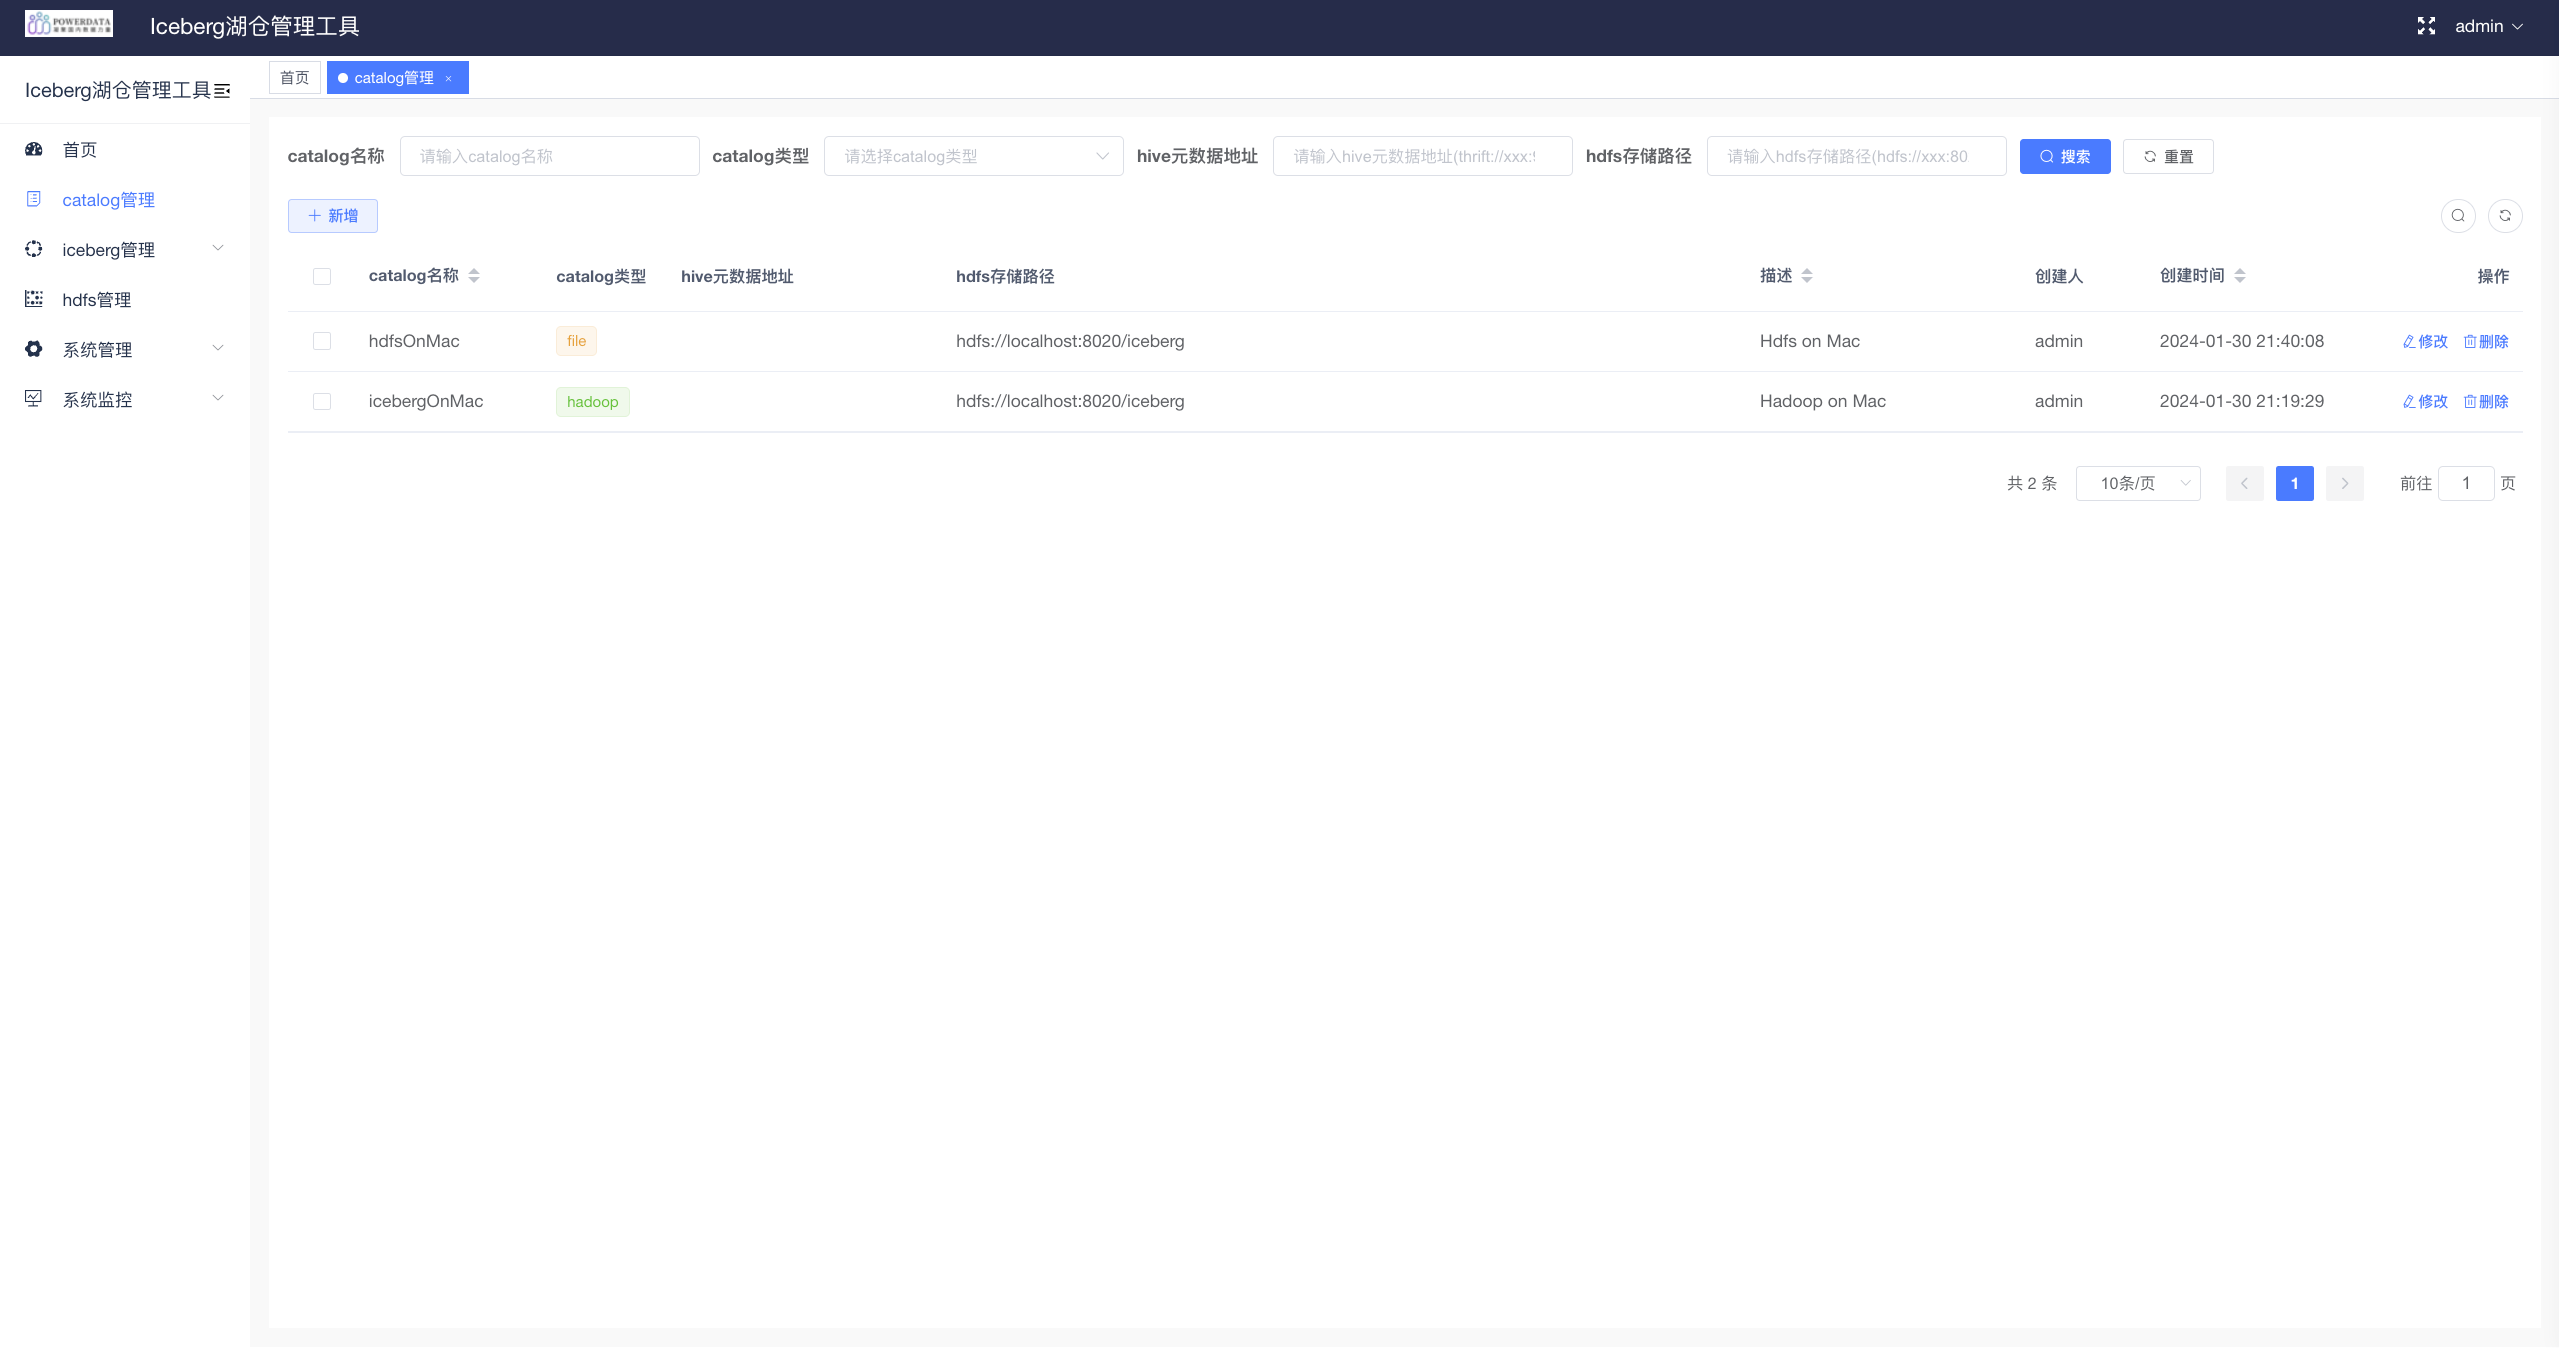 POWERDATA
Iceberg湖仓管理工具
admin
Iceberg湖仓管理工具
首页
catalog管理
iceberg管理
hdfs管理
系统管理
系统监控
首页
catalog管理 ×
catalog名称 请输入catalog名称 catalog类型 请选择catalog类型 hive元数据地址 请输入hive元数据地址(thrift://xxx:9 hdfs存储路径 请输入hdfs存储路径(hdfs://xxx:80 搜索 重置
新增
catalog名称 catalog类型 hive元数据地址 hdfs存储路径 描述 创建人 创建时间 操作
hdfsOnMac file hdfs://localhost:8020/iceberg Hdfs on Mac admin 2024-01-30 21:40:08 修改 删除
icebergOnMac hadoop hdfs://localhost:8020/iceberg Hadoop on Mac admin 2024-01-30 21:19:29 修改 删除
共 2 条 10条/页 1 前往 1 页